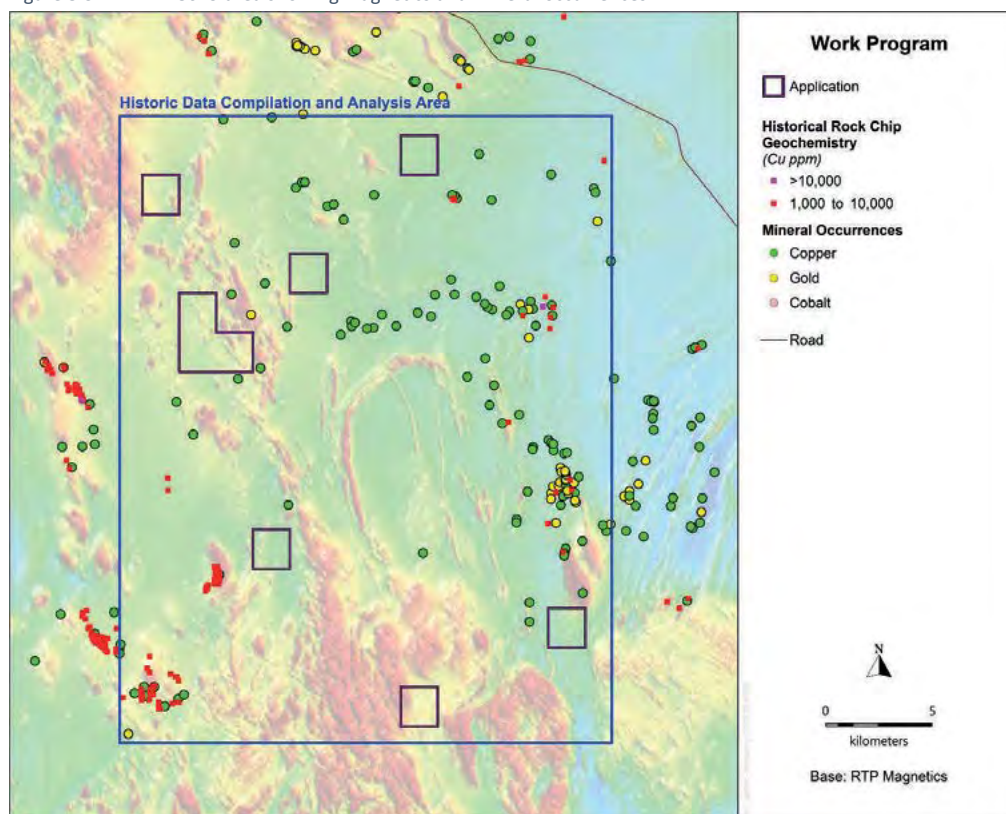 Historic Data Compilation and Analysis Area
Work Program
Application
Historical Rock Chip
Geochemistry
(Cu ppm)
>10,000
1,000 to 10,000
Mineral Occurrences
Copper
Gold
Cobalt
Road
N
0 5
kilometers
Base: RTP Magnetics